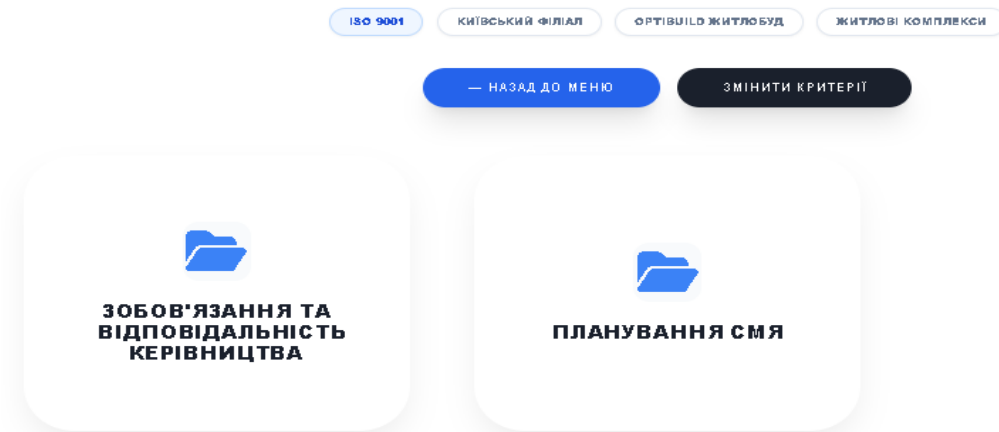 ISO 9001
КИЇВСЬКИЙ ФІЛІАЛ
OPTIBUILD ЖИТЛОБУД
ЖИТЛОВІ КОМПЛЕКСИ
— НАЗАД ДО МЕНЮ
ЗМІНИТИ КРИТЕРІЇ
ЗОБОВ'ЯЗАННЯ ТА
ВІДПОВІДАЛЬНІСТЬ
КЕРІВНИЦТВА
ПЛАНУВАННЯ СМЯ